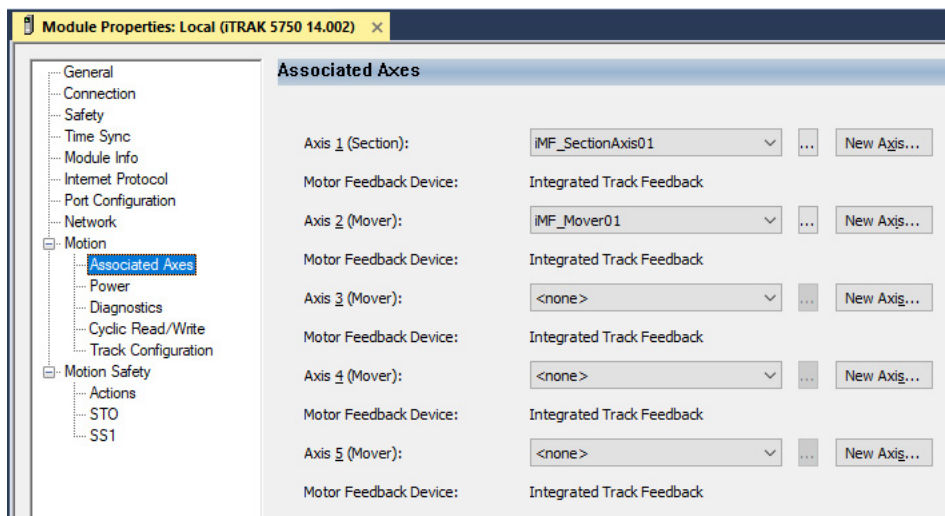 Module Properties: Local (iTRAK 5750 14.002) ×
General
Connection
Safety
Time Sync
Module Info
Internet Protocol
Port Configuration
Network
Motion
Associated Axes
Power
Diagnostics
Cyclic Read/Write
Track Configuration
Motion Safety
Actions
STO
SS1
Associated Axes
Axis 1 (Section): iMF_SectionAxis01 ... New Axis...
Motor Feedback Device: Integrated Track Feedback
Axis 2 (Mover): iMF_Mover01 ... New Axis...
Motor Feedback Device: Integrated Track Feedback
Axis 3 (Mover): <none> ... New Axis...
Motor Feedback Device: Integrated Track Feedback
Axis 4 (Mover): <none> ... New Axis...
Motor Feedback Device: Integrated Track Feedback
Axis 5 (Mover): <none> ... New Axis...
Motor Feedback Device: Integrated Track Feedback